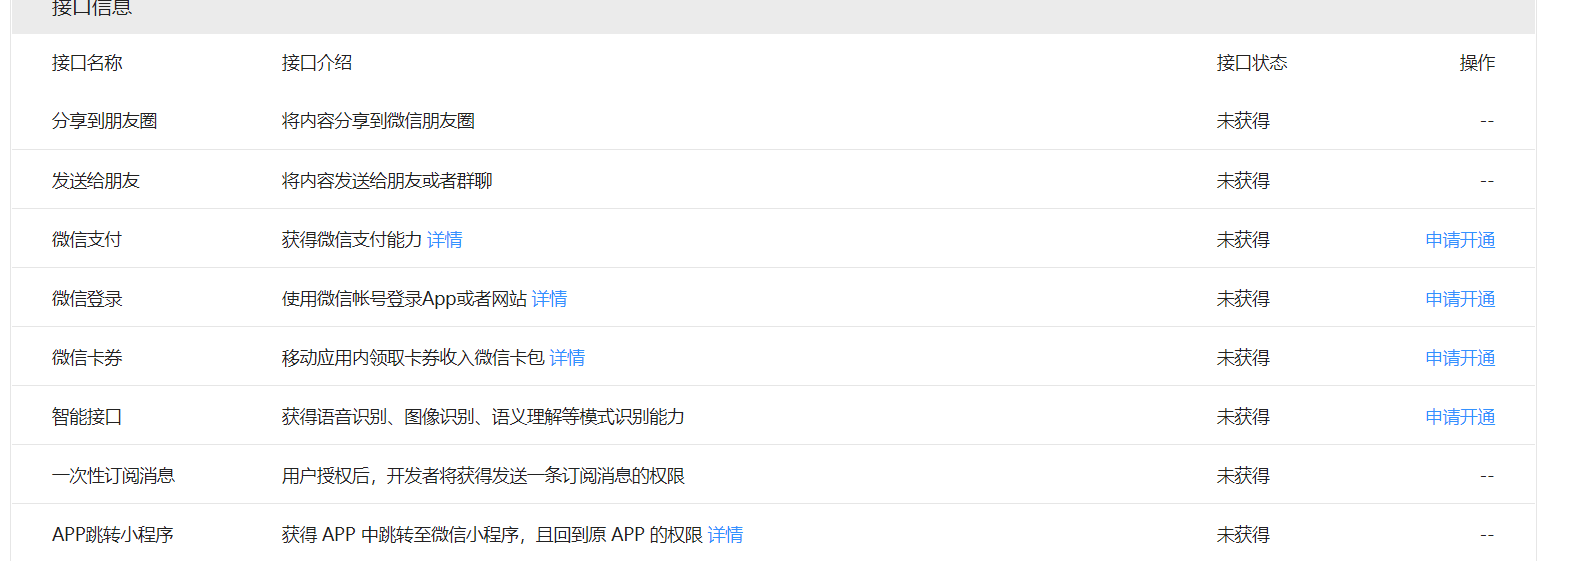 接口信息
接口名称 接口介绍 接口状态 操作
分享到朋友圈 将内容分享到微信朋友圈 未获得 --
发送给朋友 将内容发送给朋友或者群聊 未获得 --
微信支付 获得微信支付能力 详情 未获得 申请开通
微信登录 使用微信帐号登录App或者网站 详情 未获得 申请开通
微信卡券 移动应用内领取卡券收入微信卡包 详情 未获得 申请开通
智能接口 获得语音识别、图像识别、语义理解等模式识别能力 未获得 申请开通
一次性订阅消息 用户授权后，开发者将获得发送一条订阅消息的权限 未获得 --
APP跳转小程序 获得 APP 中跳转至微信小程序，且回到原 APP 的权限 详情 未获得 --